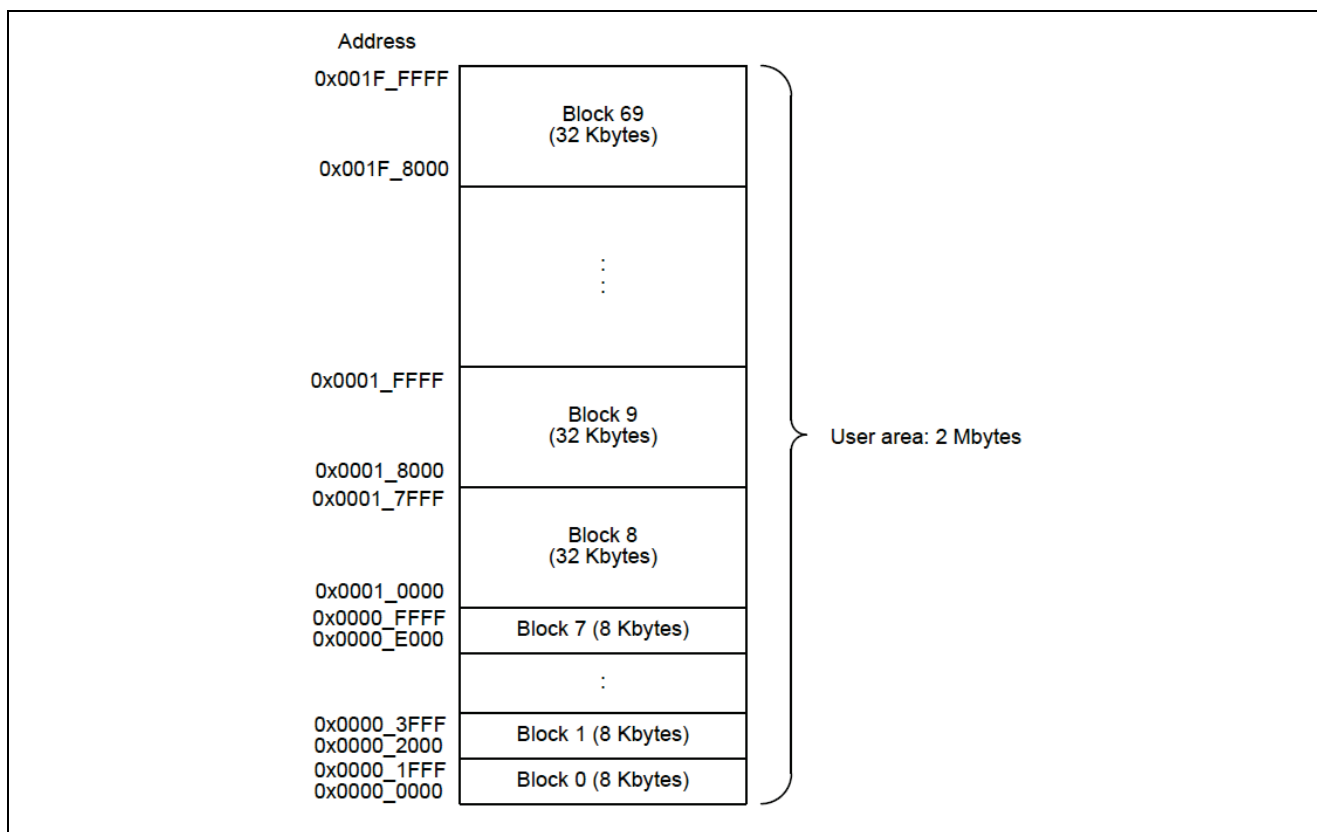 Address
0x001F_FFFF
Block 69
(32 Kbytes)
0x001F_8000
:
:
0x0001_FFFF
Block 9
(32 Kbytes)
User area: 2 Mbytes
0x0001_8000
0x0001_7FFF
Block 8
(32 Kbytes)
0x0001_0000
0x0000_FFFF
Block 7 (8 Kbytes)
0x0000_E000
:
0x0000_3FFF
Block 1 (8 Kbytes)
0x0000_2000
0x0000_1FFF
Block 0 (8 Kbytes)
0x0000_0000